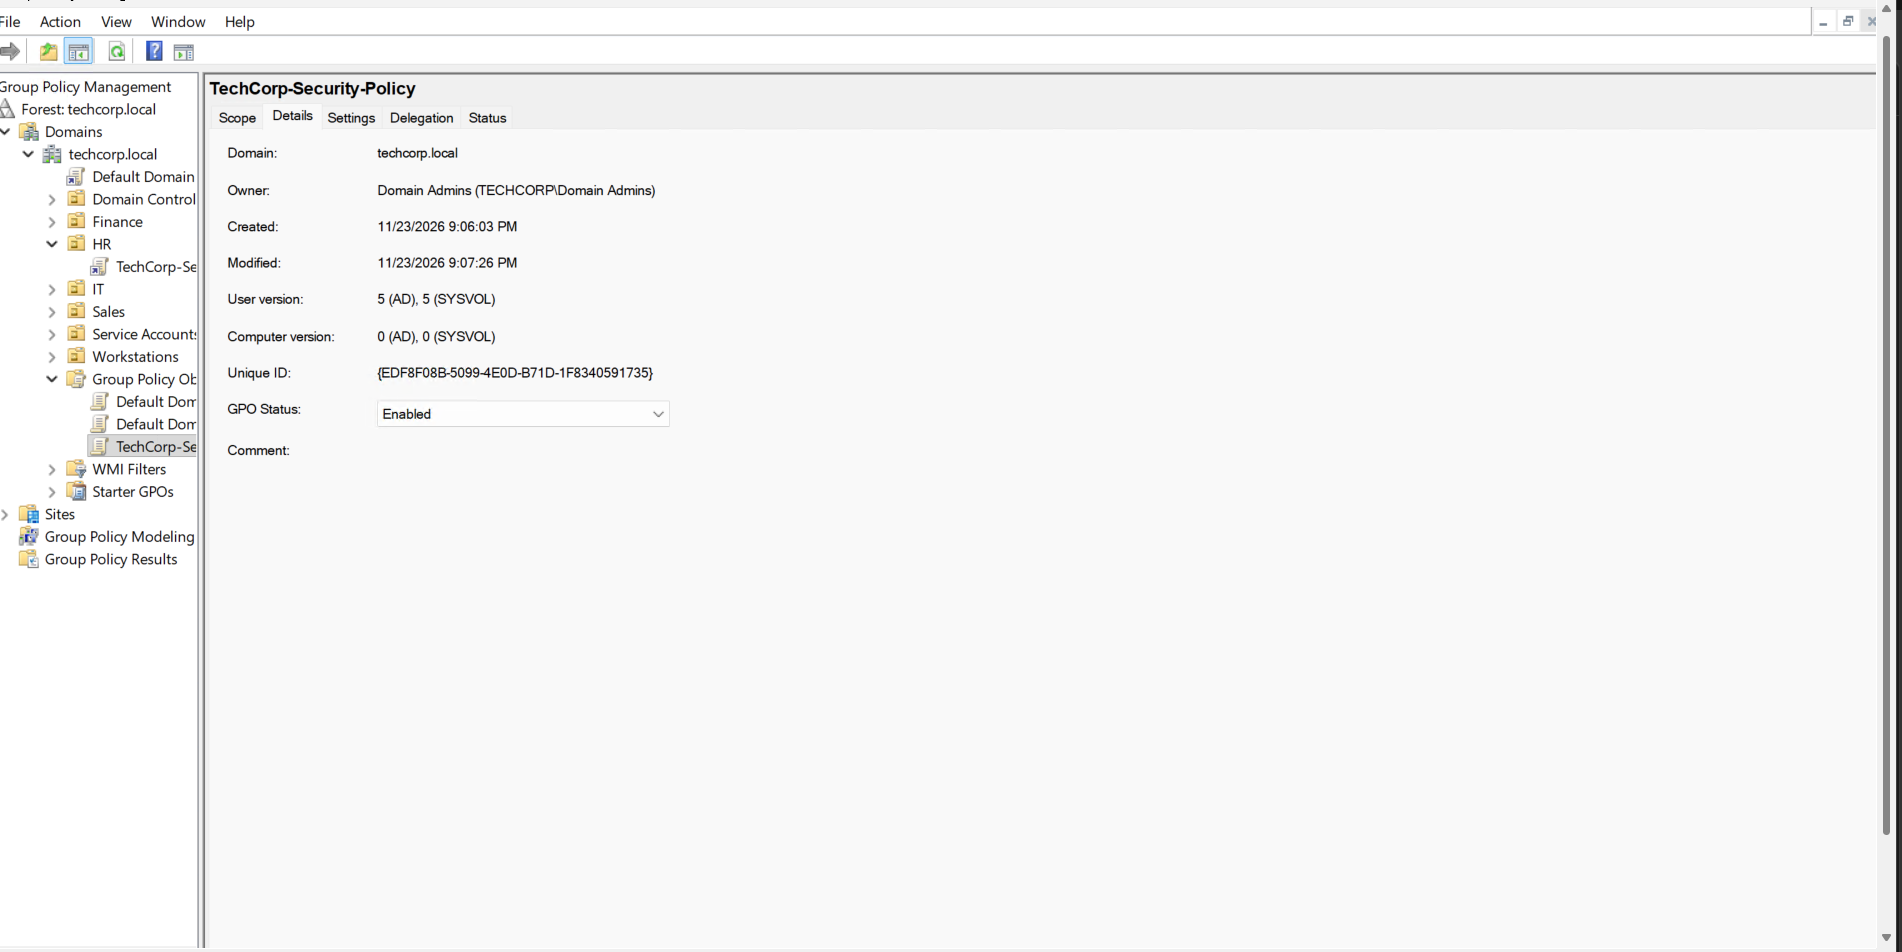 File Action View Window Help
Group Policy Management
Forest: techcorp.local
Domains
techcorp.local
Default Domain
Domain Control
Finance
HR
TechCorp-Se
IT
Sales
Service Accounts
Workstations
Group Policy Ob
Default Dom
Default Dom
TechCorp-Se
WMI Filters
Starter GPOs
Sites
Group Policy Modeling
Group Policy Results
TechCorp-Security-Policy
Scope Details Settings Delegation Status
Domain: techcorp.local
Owner: Domain Admins (TECHCORP\Domain Admins)
Created: 11/23/2026 9:06:03 PM
Modified: 11/23/2026 9:07:26 PM
User version: 5 (AD), 5 (SYSVOL)
Computer version: 0 (AD), 0 (SYSVOL)
Unique ID: {EDF8F08B-5099-4E0D-B71D-1F8340591735}
GPO Status: Enabled
Comment: